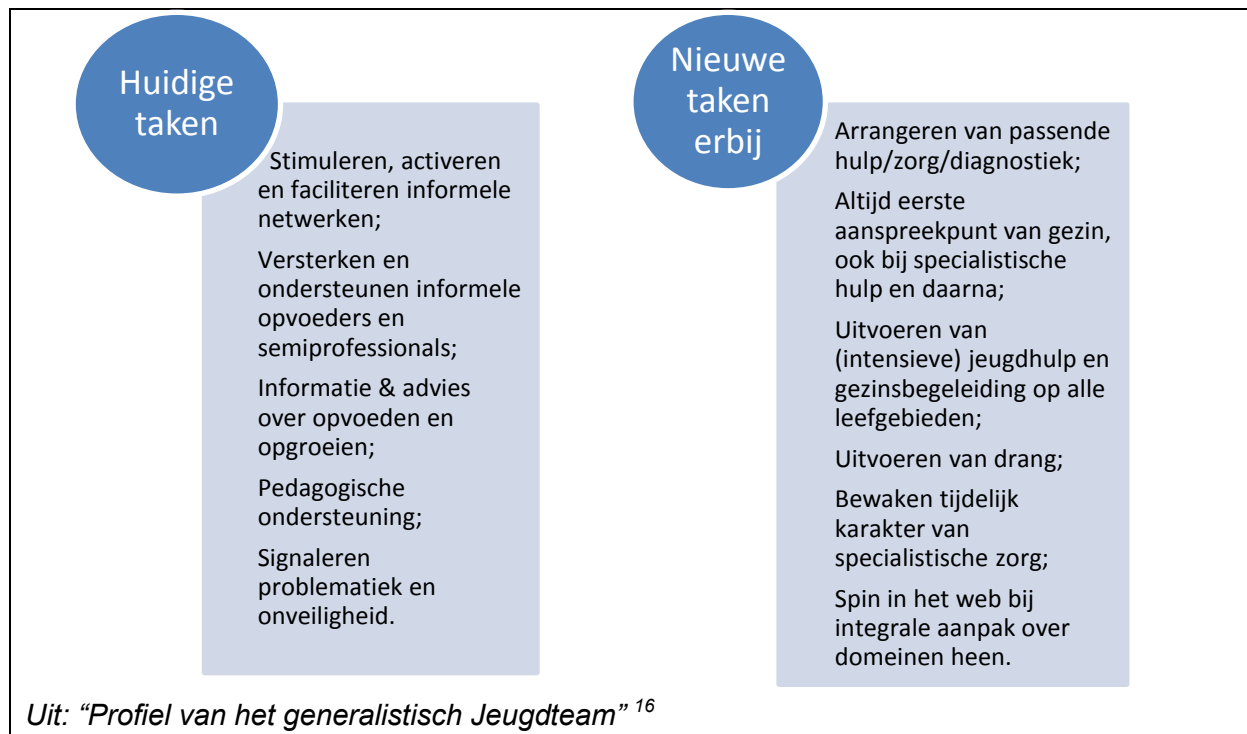 Huidige
taken
Stimuleren, activeren
en faciliteren informele
netwerken;
Versterken en
ondersteunen informele
opvoeders en
semiprofessionals;
Informatie & advies
over opvoeden en
opgroeien;
Pedagogische
ondersteuning;
Signaleren
problematiek en
onveiligheid.
Nieuwe
taken
erbij
Arrangeren van passende
hulp/zorg/diagnostiek;
Altijd eerste
aanspreekpunt van gezin,
ook bij specialistische
hulp en daarna;
Uitvoeren van
(intensieve) jeugdhulp en
gezinsbegeleiding op alle
leefgebieden;
Uitvoeren van drang;
Bewaken tijdelijk
karakter van
specialistische zorg;
Spin in het web bij
integrale aanpak over
domeinen heen.
Uit: “Profiel van het generalistisch Jeugdteam” 16